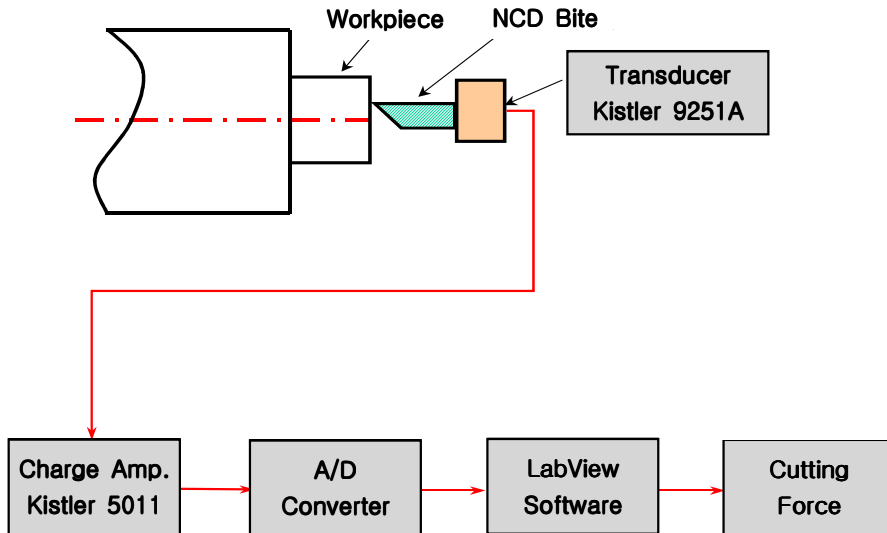 Workpiece
NCD Bite
Transducer
Kistler 9251A
Charge Amp.
Kistler 5011
A/D
Converter
LabView
Software
Cutting
Force